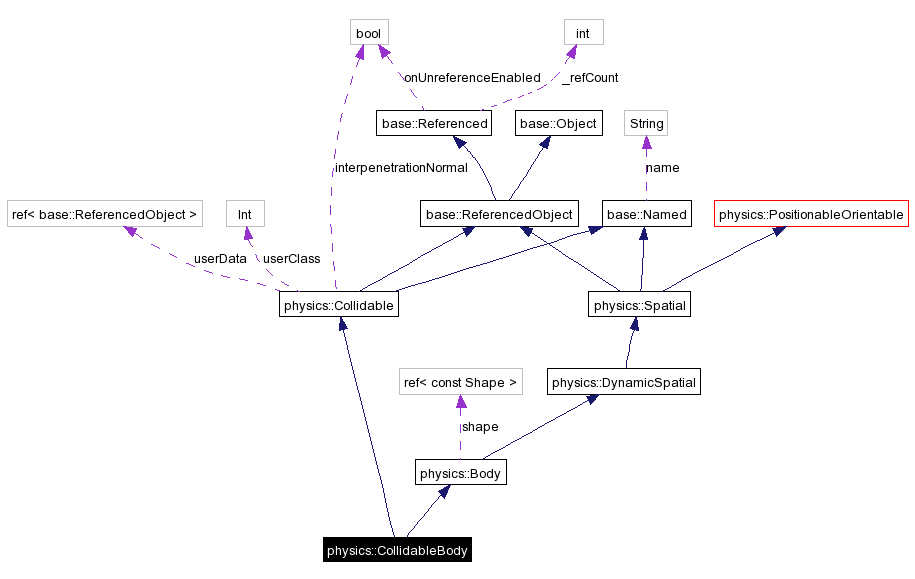 bool
int
onUnreferenceEnabled
_refCount
base::Referenced
base::Object
String
interpenetrationNormal
name
ref< base::ReferencedObject >
Int
base::ReferencedObject
base::Named
physics::PositionableOrientable
userData
userClass
physics::Collidable
physics::Spatial
ref< const Shape >
physics::DynamicSpatial
shape
physics::Body
physics::CollidableBody